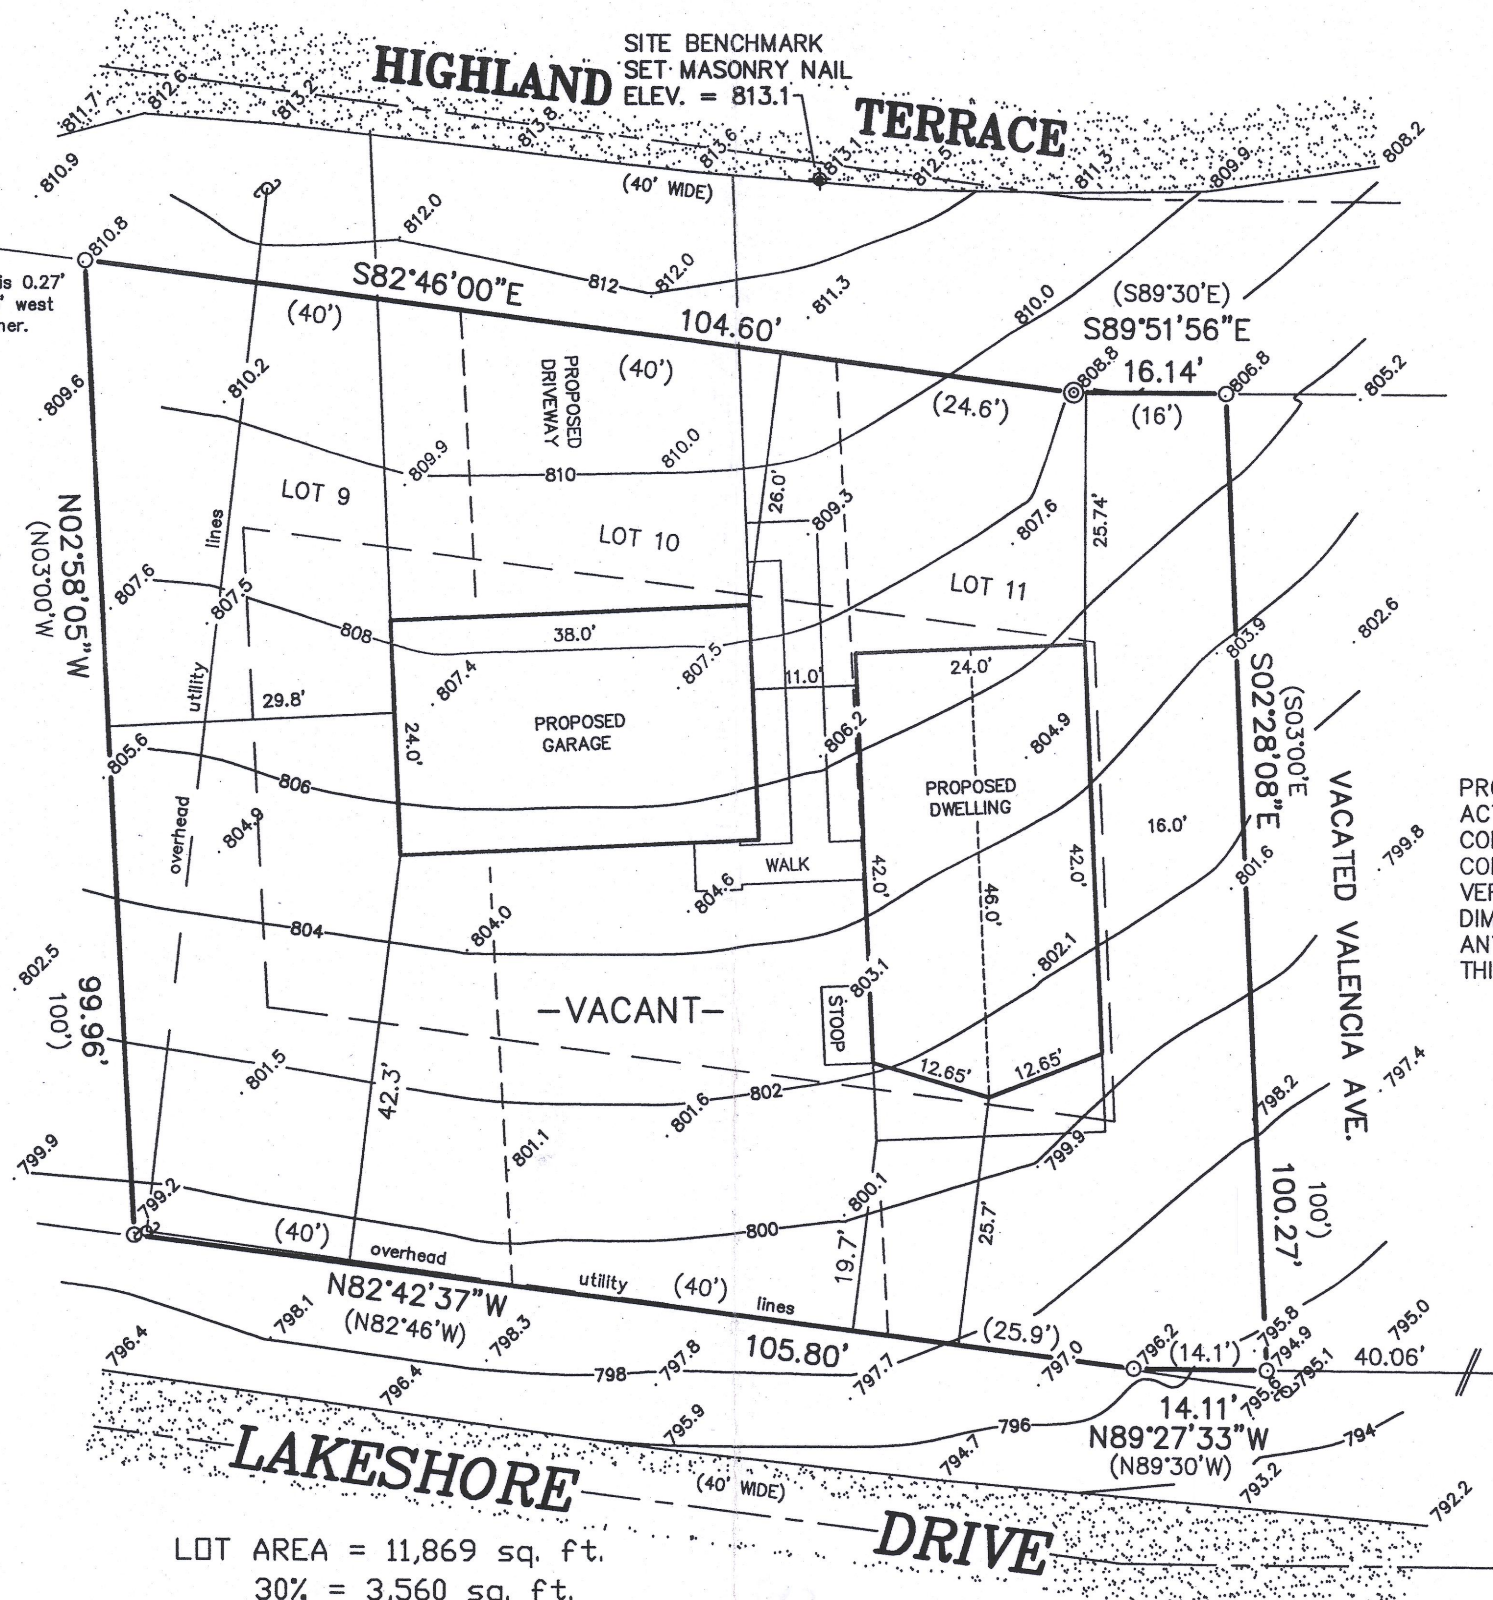 SITE BENCHMARK
SET MASONRY NAIL
ELEV. = 813.1
HIGHLAND TERRACE
(40' WIDE)
811.7'
812.6'
813.2'
813.8
813.6
813.1
812.5
811.3
809.9
808.2
810.9
810.8
812.0
812
812.0
811.3
810.0
is 0.27'
' west
ner.
S82°46'00"E
(40')
104.60'
(40')
(24.6')
(S89°30'E)
S89°51'56"E
16.14'
(16')
808.8
806.8
805.2
809.6
810.2
PROPOSED
DRIVEWAY
809.9
810
810.0
26.0'
809.3
807.6
25.74'
LOT 9
LOT 10
LOT 11
lines
utility
overhead
N02°58'05"W
(N03°00'W
99.96'
100')
807.6
807.5
808
38.0'
807.4
807.5
29.8'
24.0'
PROPOSED
GARAGE
11.0'
24.0'
806.2
804.9
PROPOSED
DWELLING
803.9
802.6
S02°28'08"E
(S03°00'E
VACATED VALENCIA AVE.
805.6
806
804.9
16.0'
42.0'
46.0'
42.0'
WALK
804.6
801.6
799.8
PRO
ACT
CON
CON
VER
DIM
ANY
THI
804
804.0
802.5
803.1
802.1
STOOP
-VACANT-
12.65'
12.65'
801.5
42.3'
802
801.6
801.1
799.9
798.2
797.4
799.9
799.2
800.1
800
19.7'
25.7'
100')
100.27'
(40')
overhead
utility
lines
(40')
(25.9')
N82°42'37"W
(N82°46'W)
105.80'
796.2
(14.1')
795.8
794.9
795.1
795.6
795.0
40.06'
796.4
798.1
798.3
798
797.8
797.7
797.0
796.4
795.9
796
794.7
14.11'
N89°27'33"W
(N89°30'W)
794
793.2
792.2
LAKESHORE DRIVE
(40' WIDE)
LOT AREA = 11,869 sq. ft.
30% = 3,560 sq. ft.